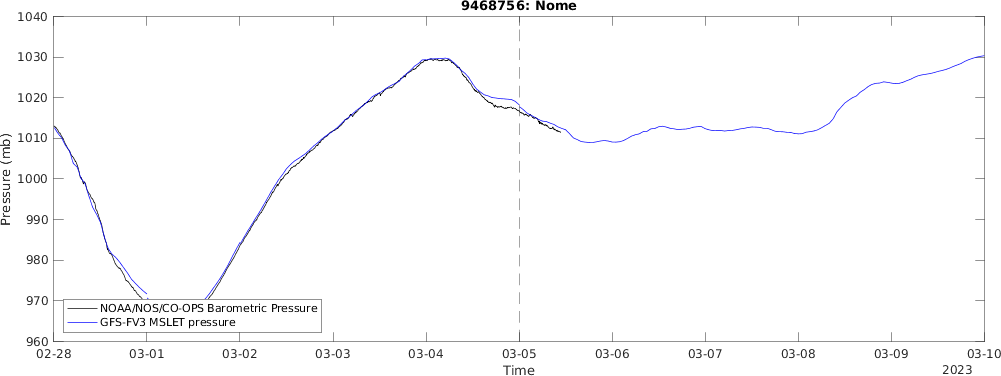 9468756: Nome
1040
1030
1020
1010
1000
990
980
970
960
Pressure (mb)
NOAA/NOS/CO-OPS Barometric Pressure
GFS-FV3 MSLET pressure
02-28 03-01 03-02 03-03 03-04 03-05 03-06 03-07 03-08 03-09 03-10
Time
2023